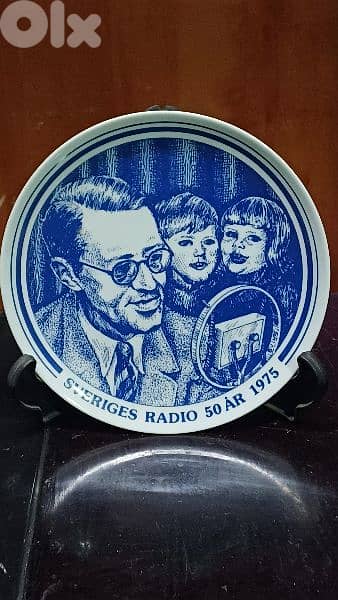 OLX
SVERIGES RADIO 50 ÅR 1975